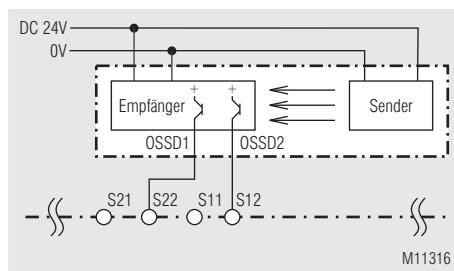 DC 24V
0V
+ +
Empfänger
Sender
OSSD1 OSSD2
S21 S22 S11 S12
M11316